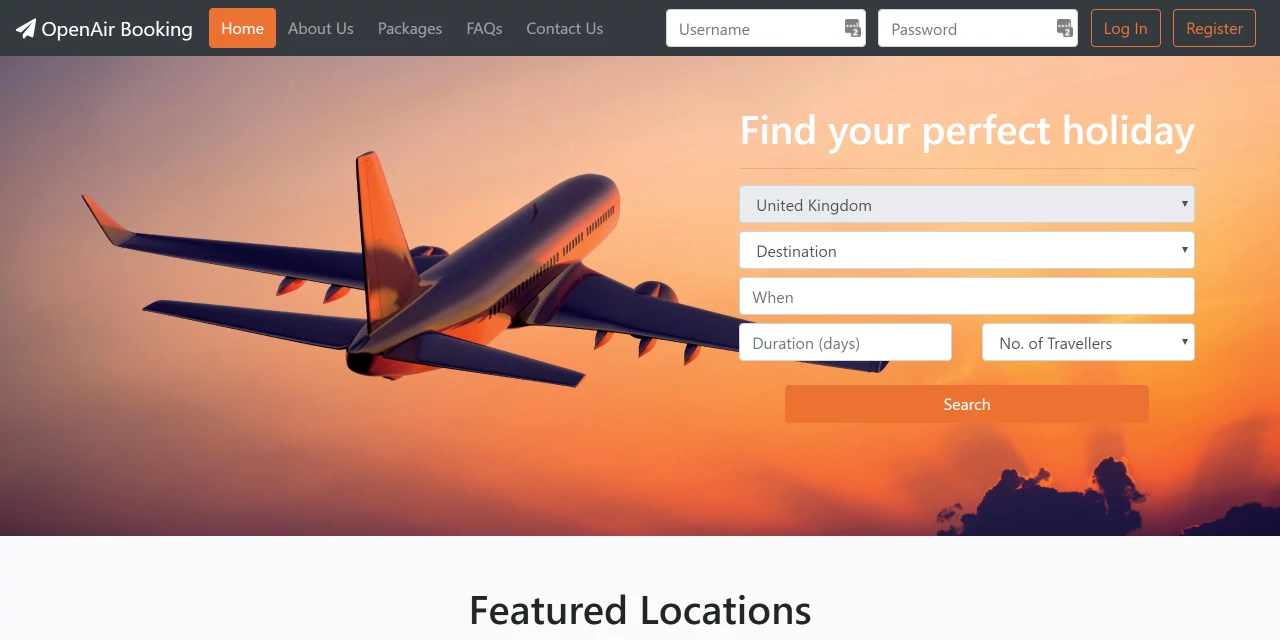 OpenAir Booking Home About Us Packages FAQs Contact Us Username Password Log In Register
Find your perfect holiday
United Kingdom
Destination
When
Duration (days) No. of Travellers
Search
Featured Locations